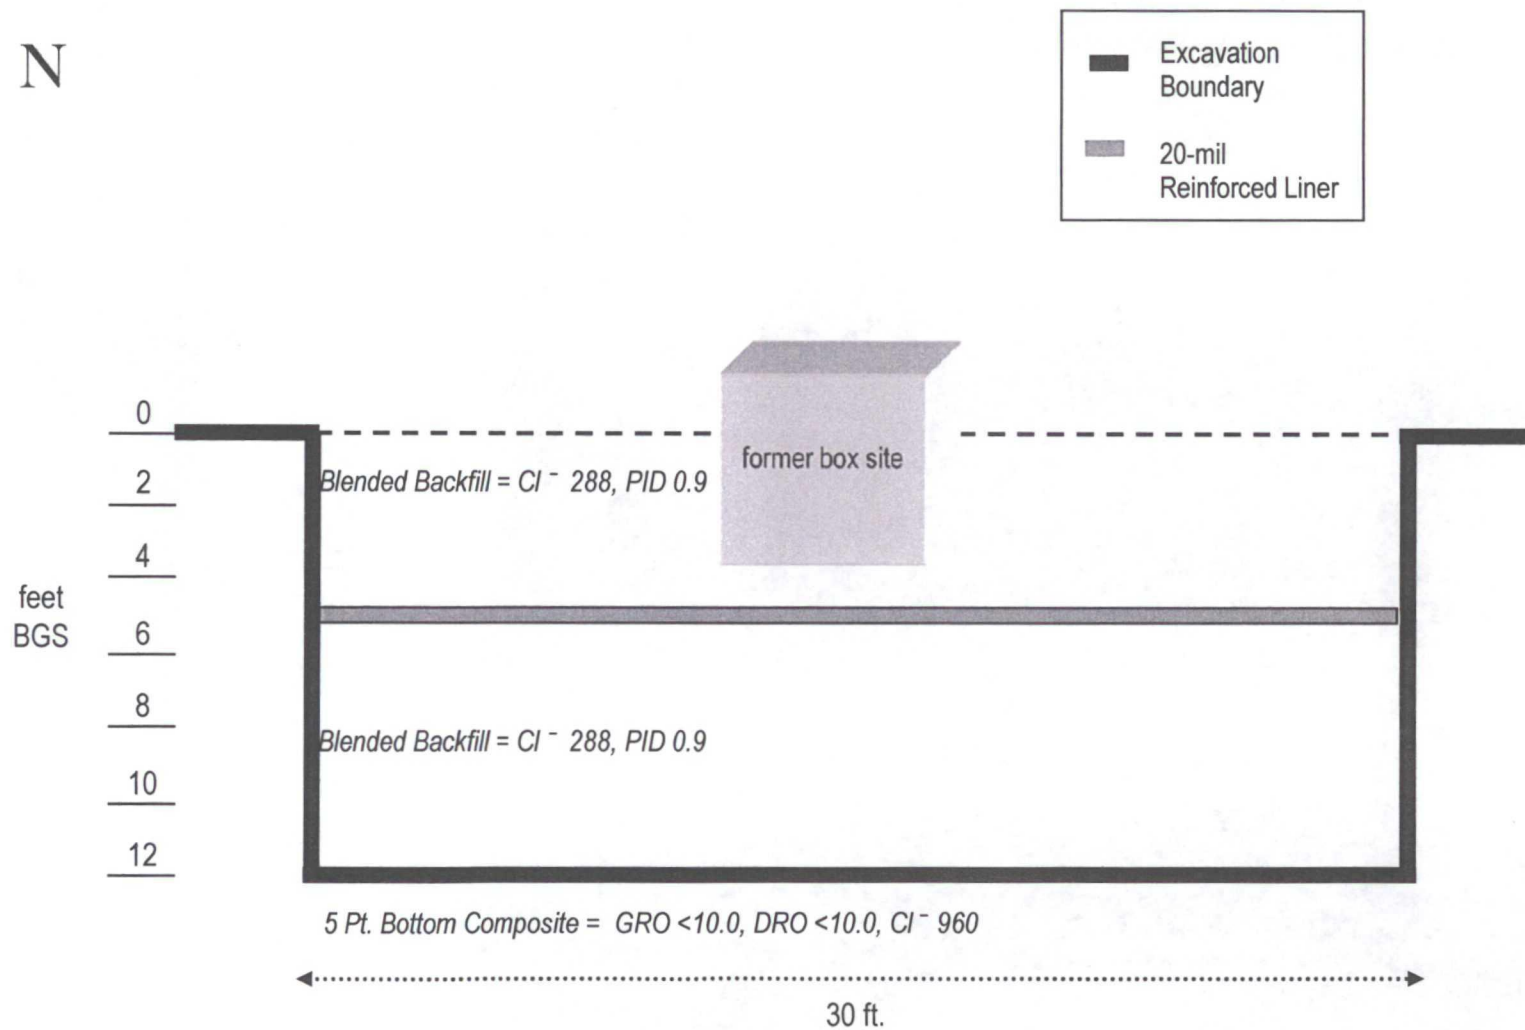 N
Excavation
Boundary
20-mil
Reinforced Liner
0
former box site
2
Blended Backfill = Cl⁻ 288, PID 0.9
4
feet
BGS
6
8
Blended Backfill = Cl⁻ 288, PID 0.9
10
12
5 Pt. Bottom Composite = GRO <10.0, DRO <10.0, Cl⁻ 960
30 ft.